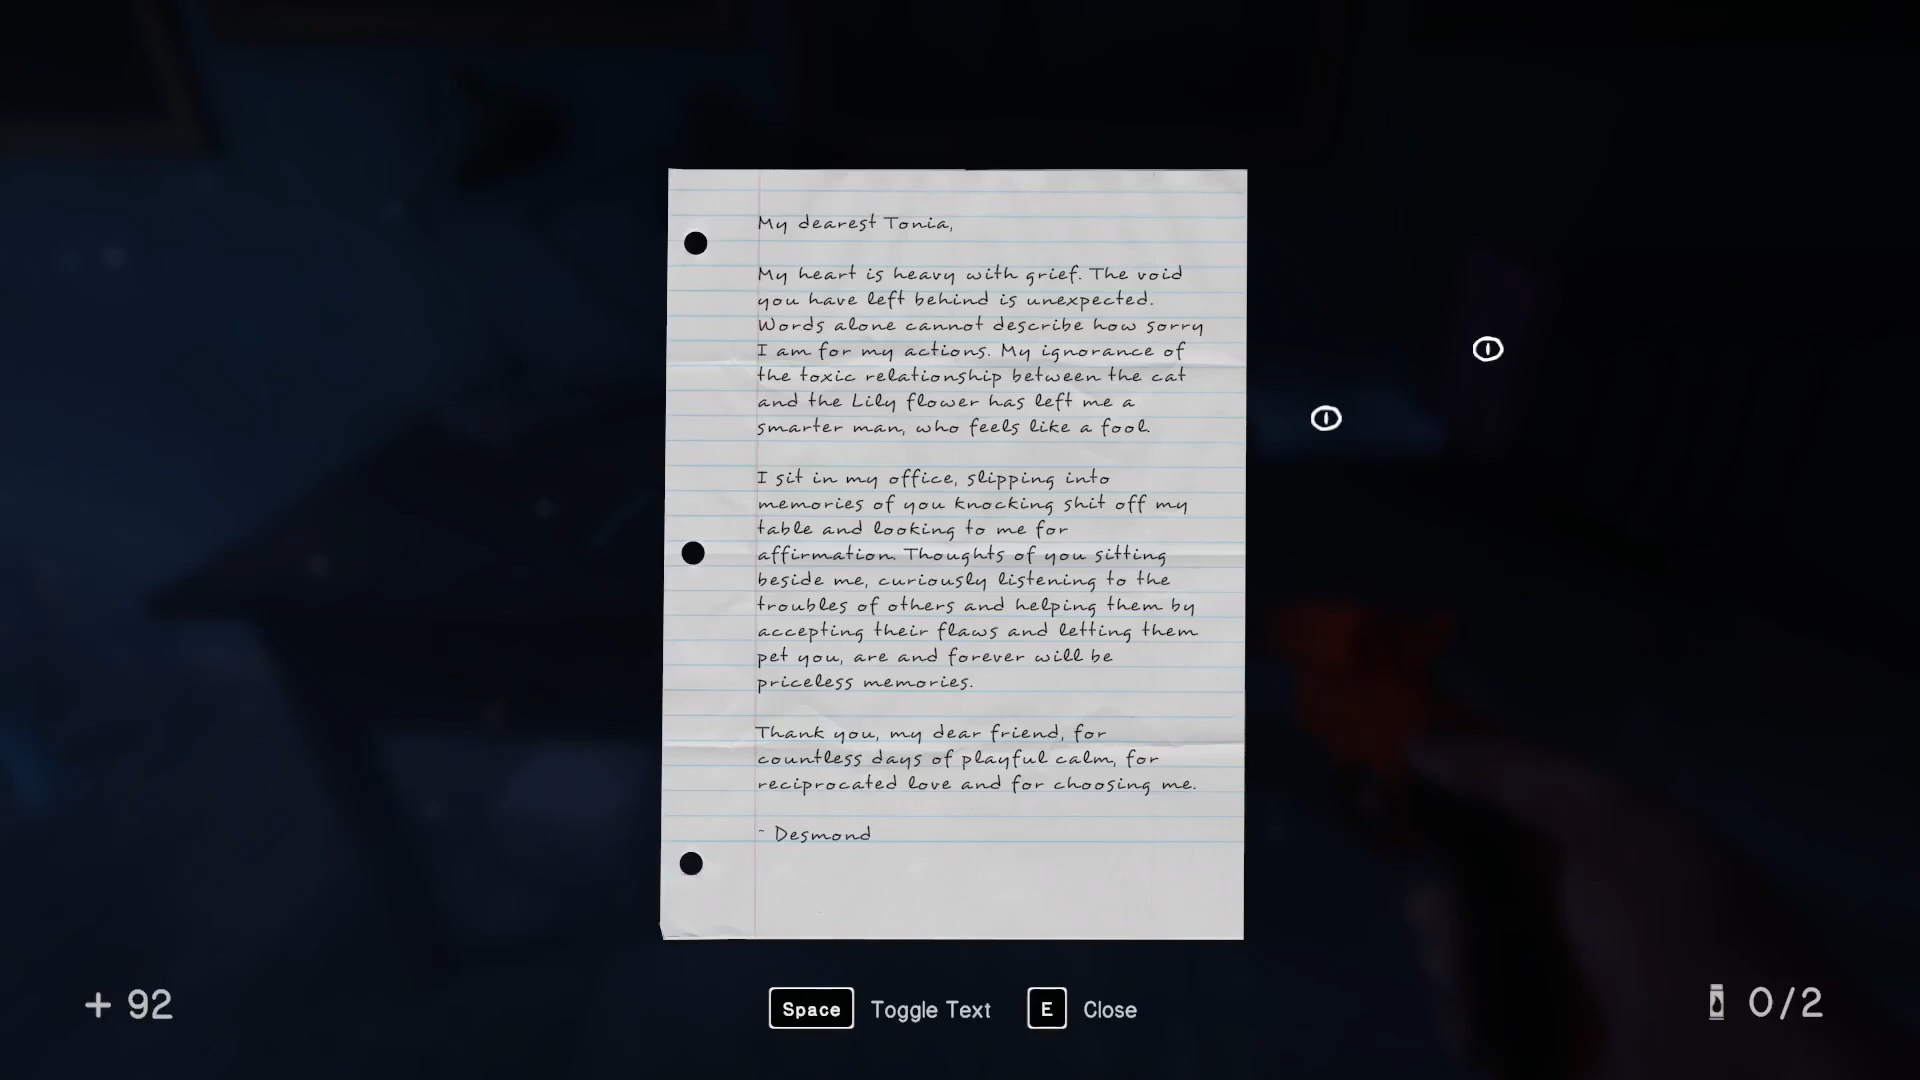 My dearest Tonia,
My heart is heavy with grief. The void
you have left behind is unexpected.
Words alone cannot describe how sorry
I am for my actions. My ignorance of
the toxic relationship between the cat
and the Lily flower has left me a
smarter man, who feels like a fool.
I sit in my office, slipping into
memories of you knocking shit off my
table and looking to me for
affirmation. Thoughts of you sitting
beside me, curiously listening to the
troubles of others and helping them by
accepting their flaws and letting them
pet you, are and forever will be
priceless memories.
Thank you, my dear friend, for
countless days of playful calm, for
reciprocated love and for choosing me.
- Desmond
+ 92
Space Toggle Text E Close
0/2